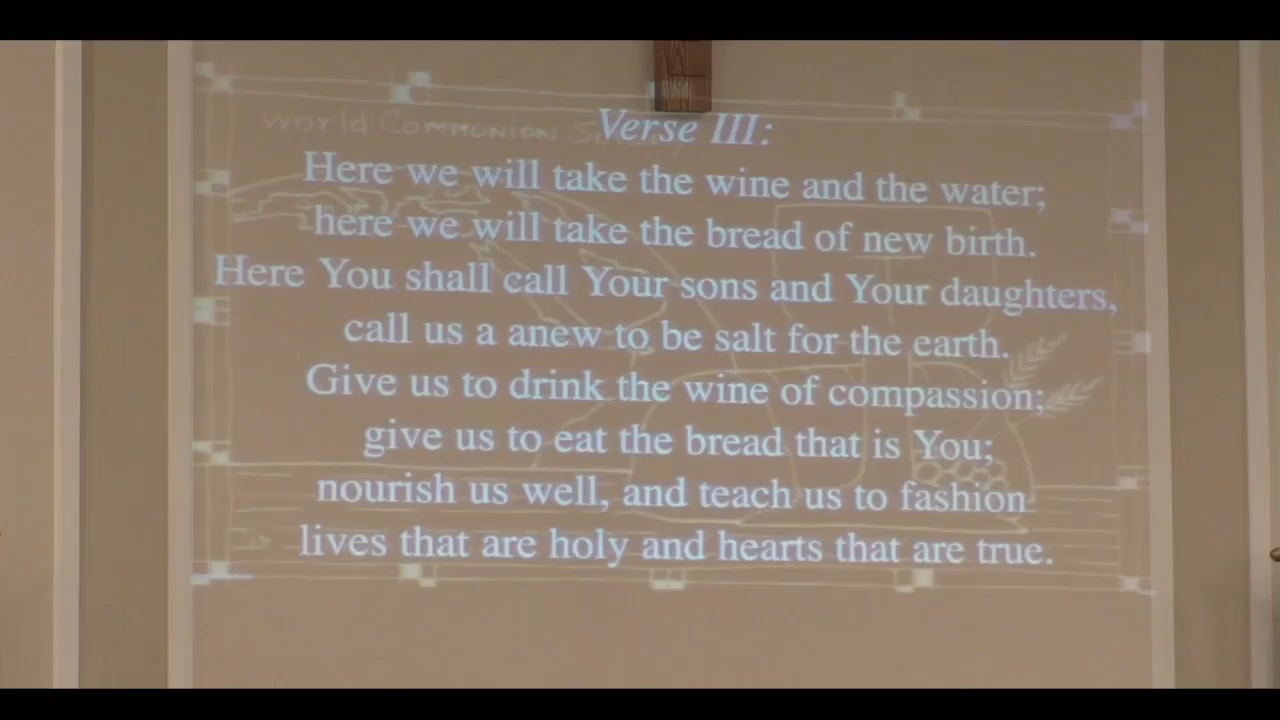 World Communion
Verse III:
Here we will take the wine and the water;
here we will take the bread of new birth.
Here You shall call Your sons and Your daughters,
call us a anew to be salt for the earth.
Give us to drink the wine of compassion;
give us to eat the bread that is You;
nourish us well, and teach us to fashion
lives that are holy and hearts that are true.